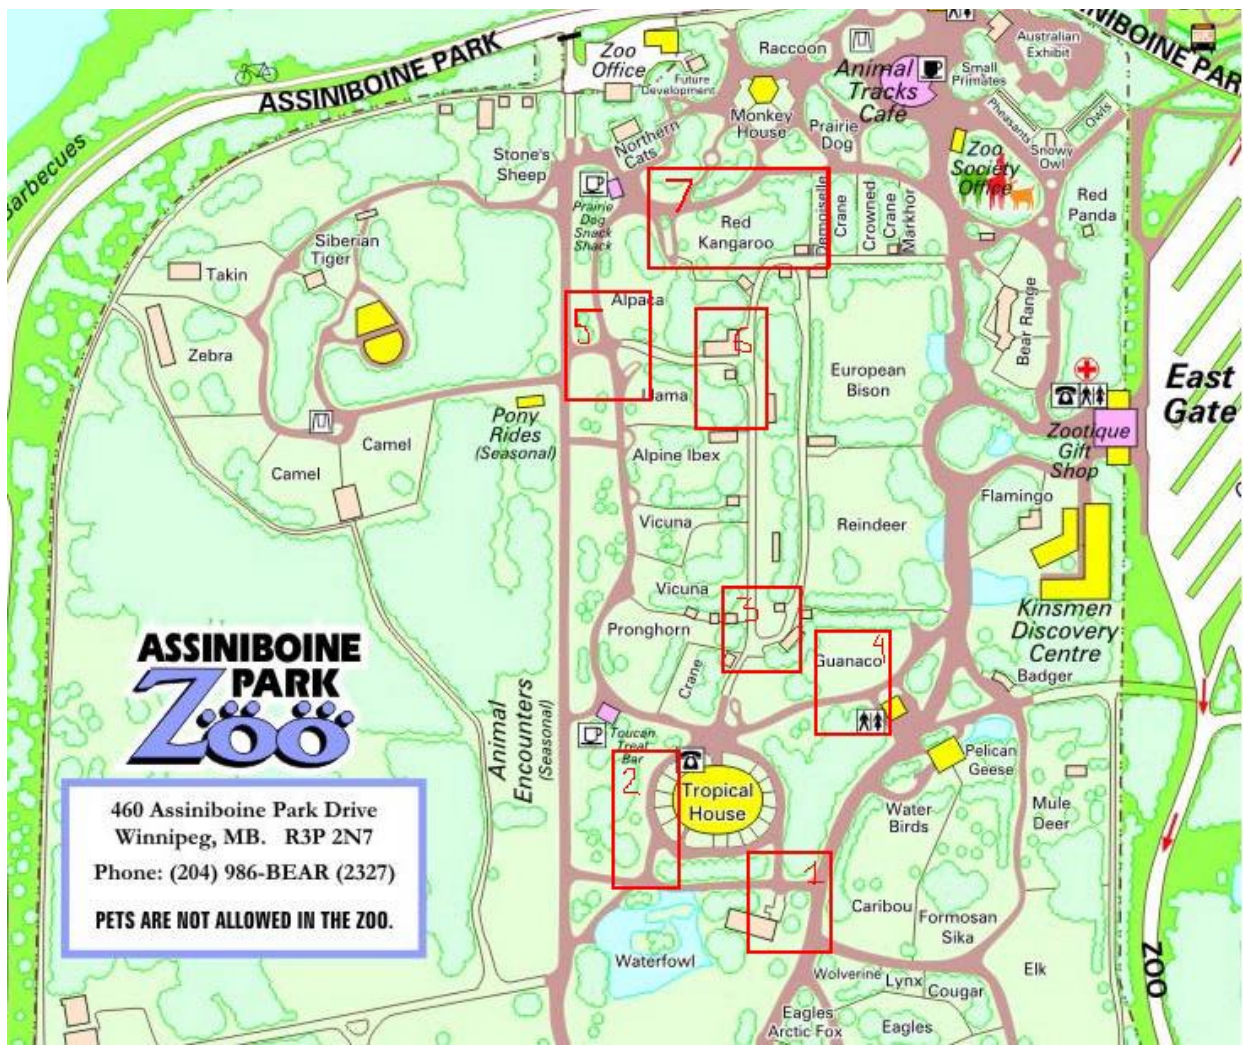 ASSINIBOINE PARK
INIBOINE PAR
Zoo
Office
Future
Development
Raccoon
Animal
Tracks
Café
Australian
Exhibit
Small
Primates
Pheasants
Owls
Snowy
Owl
Barbecues
Stone's
Sheep
Northern
Cats
Monkey
House
Prairie
Dog
Zoo
Society
Office
Red
Panda
Prairie
Dog
Snack
Shack
7
Red
Kangaroo
Demoiselle
Crane
Crowned
Crane
Markhor
Siberian
Tiger
Takin
Zebra
Alpaca
5
6
Llama
European
Bison
Bear Range
East
Gate
Pony
Rides
(Seasonal)
Camel
Camel
Alpine Ibex
Zootique
Gift
Shop
Vicuna
Reindeer
Flamingo
Vicuna
3
Pronghorn
Crane
Guanaco
4
Kinsmen
Discovery
Centre
Badger
ASSINIBOINE
PARK
Zoo
Animal
Encounters
(Seasonal)
Toucan
Treat
Bar
2
Tropical
House
Pelican
Geese
Water
Birds
Mule
Deer
460 Assiniboine Park Drive
Winnipeg, MB. R3P 2N7
Phone: (204) 986-BEAR (2327)
PETS ARE NOT ALLOWED IN THE ZOO.
1
Caribou
Formosan
Sika
Waterfowl
Wolverine
Lynx
Cougar
Elk
ZOO
Eagles
Arctic Fox
Eagles